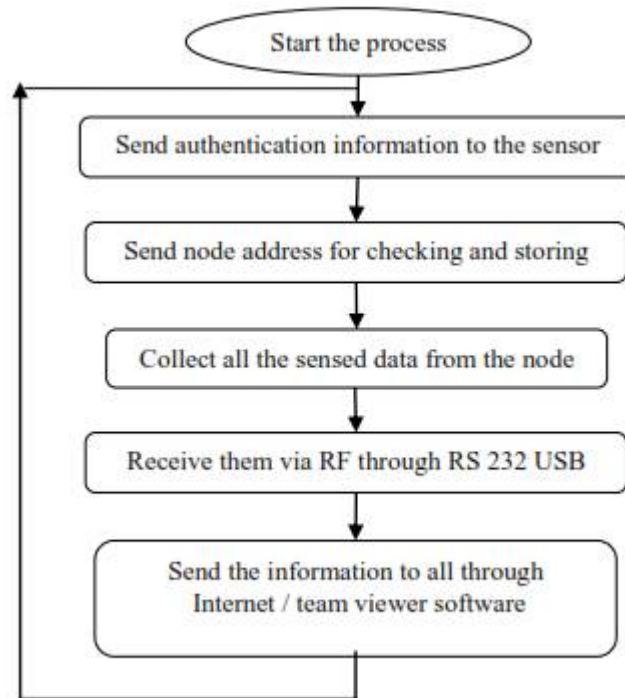 Start the process
Send authentication information to the sensor
Send node address for checking and storing
Collect all the sensed data from the node
Receive them via RF through RS 232 USB
Send the information to all through
Internet / team viewer software